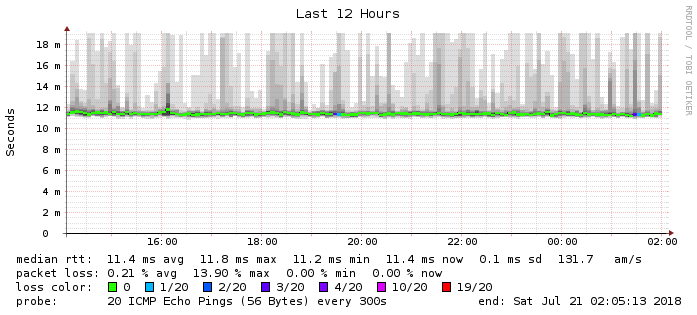 Last 12 Hours
RRDTOOL / TOBI OETIKER
Seconds
18 m
16 m
14 m
12 m
10 m
8 m
6 m
4 m
2 m
0
16:00 18:00 20:00 22:00 00:00 02:00
median rtt: 11.4 ms avg 11.8 ms max 11.2 ms min 11.4 ms now 0.1 ms sd 131.7 am/s
packet loss: 0.21 % avg 13.90 % max 0.00 % min 0.00 % now
loss color: 0 1/20 2/20 3/20 4/20 10/20 19/20
probe: 20 ICMP Echo Pings (56 Bytes) every 300s end: Sat Jul 21 02:05:13 2018